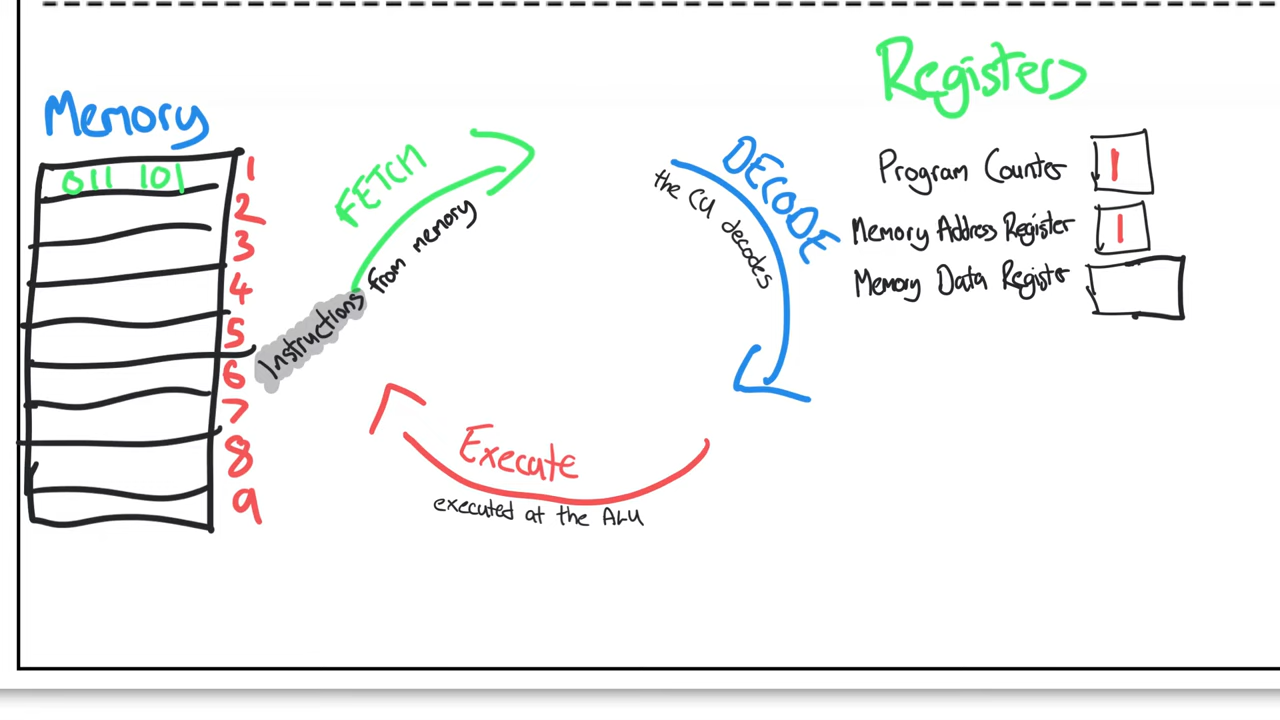 Registers
Memory
011 101
1
2
3
4
5
6
7
8
9
FETCH
Instructions from memory
DECODE
the CU decodes
Execute
executed at the ALU
Program Counter 1
Memory Address Register 1
Memory Data Register